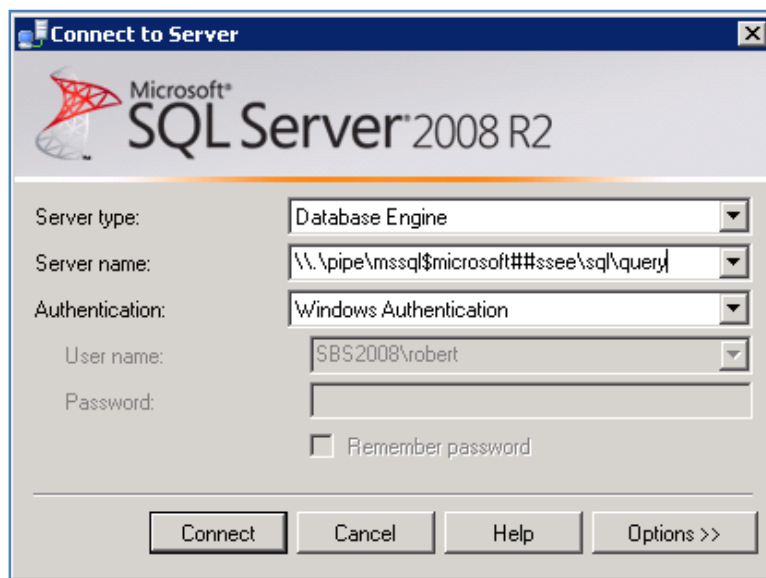 Connect to Server
Microsoft®
SQL Server® 2008 R2
Server type: Database Engine
Server name: \\.\pipe\mssql$microsoft##ssee\sql\query
Authentication: Windows Authentication
User name: SBS2008\robert
Password:
Remember password
Connect Cancel Help Options >>